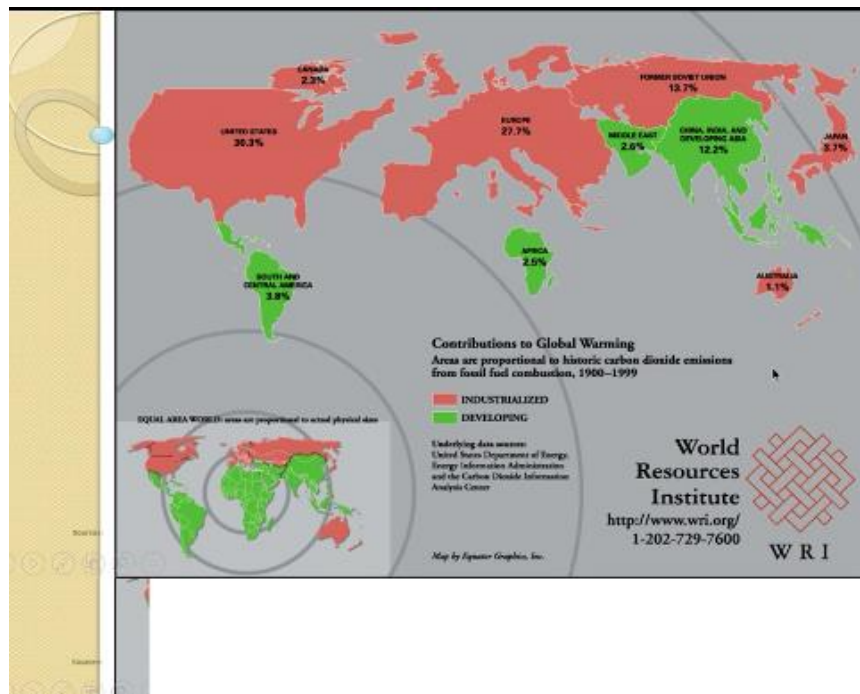 CANADA
2.3%
UNITED STATES
30.3%
EUROPE
27.7%
FORMER SOVIET UNION
13.7%
MIDDLE EAST
2.6%
CHINA, INDIA, AND
DEVELOPING ASIA
12.2%
JAPAN
3.7%
SOUTH AND
CENTRAL AMERICA
3.8%
AFRICA
2.5%
AUSTRALIA
1.1%
Contributions to Global Warming
Areas are proportional to historic carbon dioxide emissions
from fossil fuel combustion, 1900–1999
INDUSTRIALIZED
DEVELOPING
EQUAL AREA WORLD: areas are proportional to actual physical sizes
Underlying data sources:
United States Department of Energy,
Energy Information Administration
and the Carbon Dioxide Information
Analysis Center
Map by Equator Graphics, Inc.
World
Resources
Institute
http://www.wri.org/
1-202-729-7600
WRI